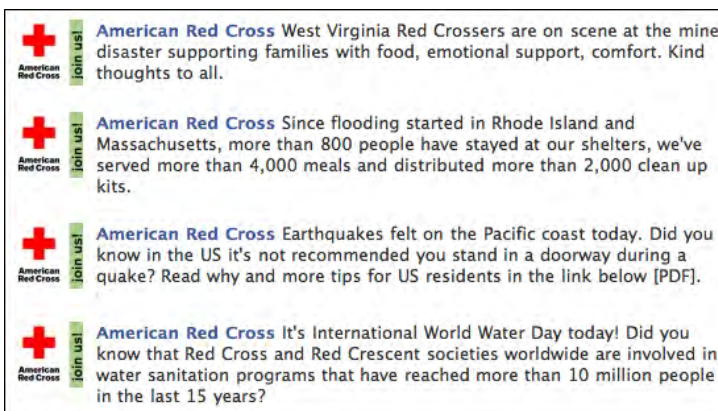 American Red Cross West Virginia Red Crossers are on scene at the mine
disaster supporting families with food, emotional support, comfort. Kind
thoughts to all.
American
Red Cross
join us!
American Red Cross Since flooding started in Rhode Island and
Massachusetts, more than 800 people have stayed at our shelters, we've
served more than 4,000 meals and distributed more than 2,000 clean up
kits.
American
Red Cross
join us!
American Red Cross Earthquakes felt on the Pacific coast today. Did you
know in the US it's not recommended you stand in a doorway during a
quake? Read why and more tips for US residents in the link below [PDF].
American
Red Cross
join us!
American Red Cross It's International World Water Day today! Did you
know that Red Cross and Red Crescent societies worldwide are involved in
water sanitation programs that have reached more than 10 million people
in the last 15 years?
American
Red Cross
join us!